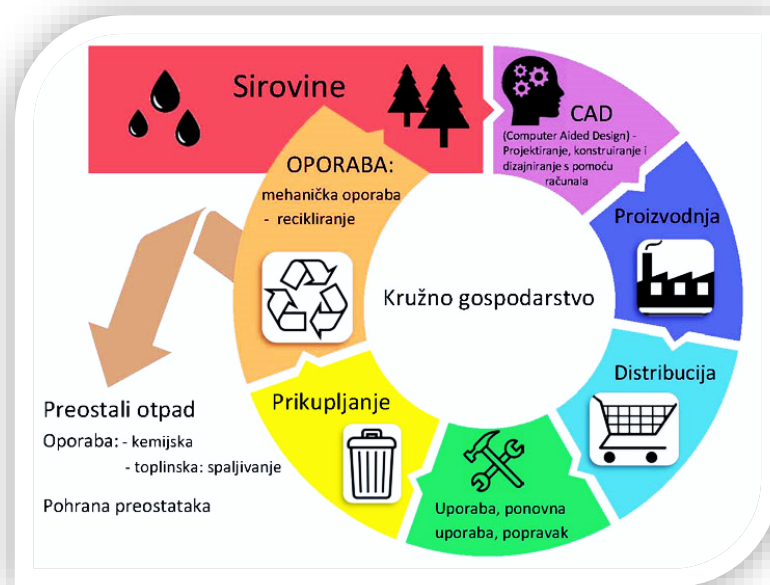 Sirovine
CAD
(Computer Aided Design) -
Projektiranje, konstruiranje i
dizajniranje s pomoću
računala
Proizvodnja
Distribucija
Uporaba, ponovna
uporaba, popravak
Prikupljanje
OPORABA:
mehanička oporaba
- recikliranje
Kružno gospodarstvo
Preostali otpad
Oporaba: - kemijska
- toplinska: spaljivanje
Pohrana preostataka